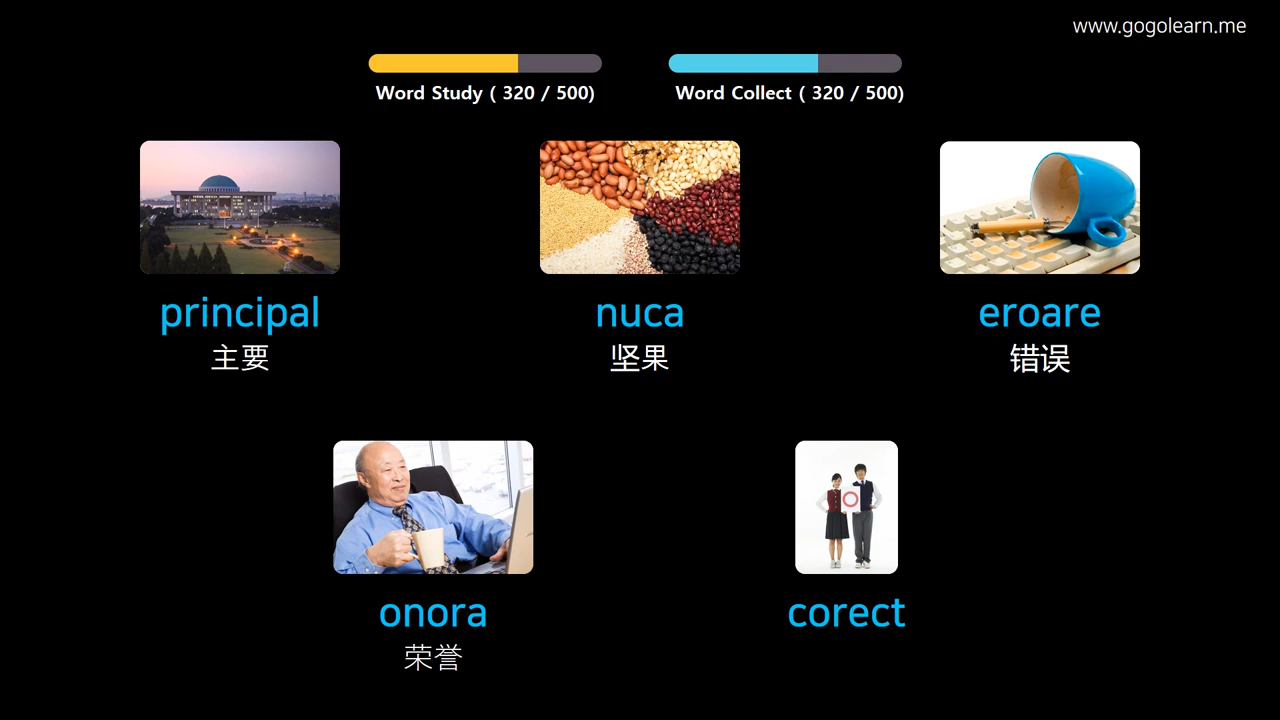 www.gogolearn.me
Word Study ( 320 / 500)
Word Collect ( 320 / 500)
principal
主要
nuca
坚果
eroare
错误
onora
荣誉
corect